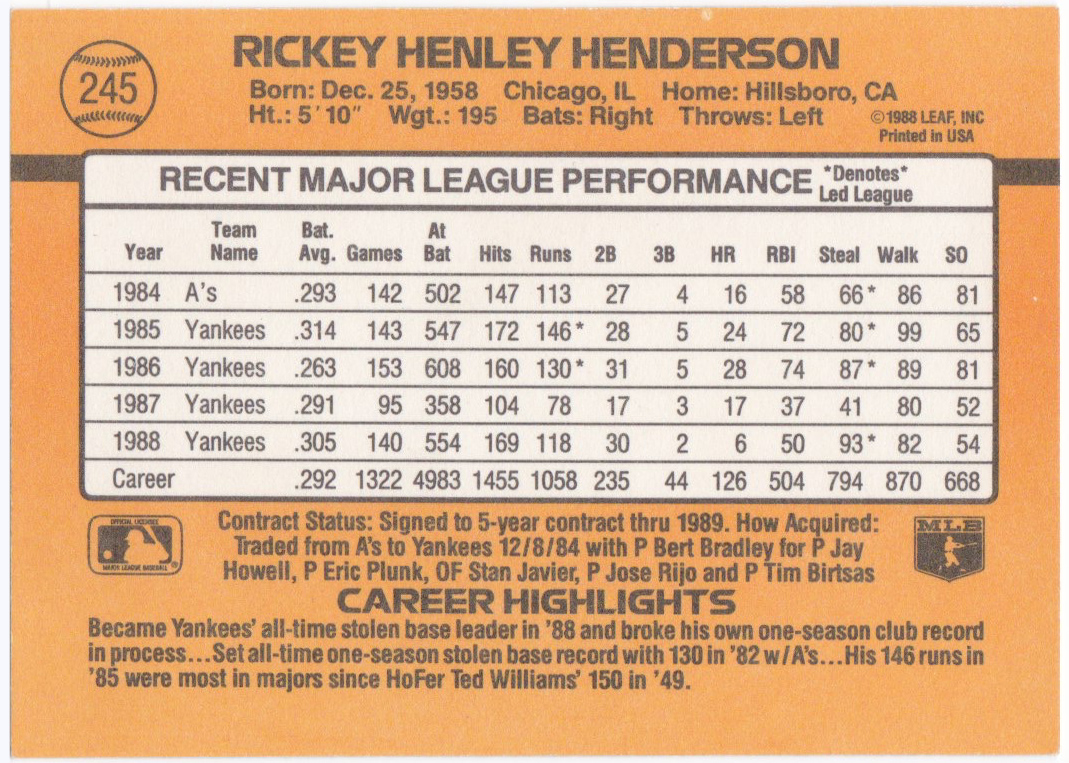 245
RICKEY HENLEY HENDERSON
Born: Dec. 25, 1958 Chicago, IL Home: Hillsboro, CA
Ht.: 5'10" Wgt.: 195 Bats: Right Throws: Left
©1988 LEAF, INC
Printed in USA
RECENT MAJOR LEAGUE PERFORMANCE *Denotes* Led League
Year Team Name Bat. Avg. Games At Bat Hits Runs 2B 3B HR RBI Steal Walk SO
1984 A's .293 142 502 147 113 27 4 16 58 66* 86 81
1985 Yankees .314 143 547 172 146* 28 5 24 72 80* 99 65
1986 Yankees .263 153 608 160 130* 31 5 28 74 87* 89 81
1987 Yankees .291 95 358 104 78 17 3 17 37 41 80 52
1988 Yankees .305 140 554 169 118 30 2 6 50 93* 82 54
Career .292 1322 4983 1455 1058 235 44 126 504 794 870 668
OFFICIAL LICENSEE
MAJOR LEAGUE BASEBALL
®
Contract Status: Signed to 5-year contract thru 1989. How Acquired:
Traded from A's to Yankees 12/8/84 with P Bert Bradley for P Jay
Howell, P Eric Plunk, OF Stan Javier, P Jose Rijo and P Tim Birtsas
MLB
CAREER HIGHLIGHTS
Became Yankees' all-time stolen base leader in '88 and broke his own one-season club record
in process...Set all-time one-season stolen base record with 130 in '82 w/A's...His 146 runs in
'85 were most in majors since HoFer Ted Williams' 150 in '49.